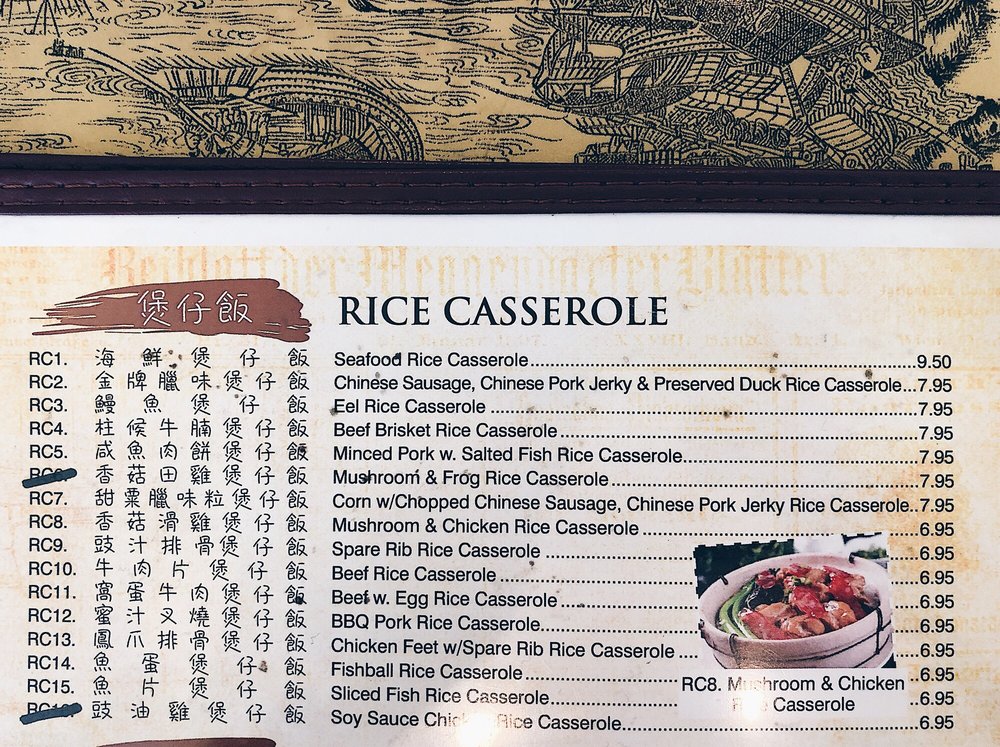 煲仔飯 RICE CASSEROLE
RC1. 海鮮煲仔飯 Seafood Rice Casserole 9.50
RC2. 金牌臘味煲仔飯 Chinese Sausage, Chinese Pork Jerky & Preserved Duck Rice Casserole 7.95
RC3. 鰻魚煲仔飯 Eel Rice Casserole 7.95
RC4. 柱候牛腩煲仔飯 Beef Brisket Rice Casserole 7.95
RC5. 咸魚肉餅煲仔飯 Minced Pork w. Salted Fish Rice Casserole 7.95
香菇田雞煲仔飯 Mushroom & Frog Rice Casserole 7.95
RC7. 甜粟臘味粒煲仔飯 Corn w/Chopped Chinese Sausage, Chinese Pork Jerky Rice Casserole 7.95
RC8. 香菇滑雞煲仔飯 Mushroom & Chicken Rice Casserole 6.95
RC9. 豉汁排骨煲仔飯 Spare Rib Rice Casserole 6.95
RC10. 牛肉片煲仔飯 Beef Rice Casserole 6.95
RC11. 窩蛋牛肉煲仔飯 Beef w. Egg Rice Casserole 6.95
RC12. 蜜汁叉燒煲仔飯 BBQ Pork Rice Casserole 6.95
RC13. 鳳爪排骨煲仔飯 Chicken Feet w/Spare Rib Rice Casserole 6.95
RC14. 魚蛋煲仔飯 Fishball Rice Casserole 6.95
RC15. 魚片煲仔飯 Sliced Fish Rice Casserole 6.95
豉油雞煲仔飯 Soy Sauce Chicken Rice Casserole 6.95
RC8. Mushroom & Chicken
Rice Casserole